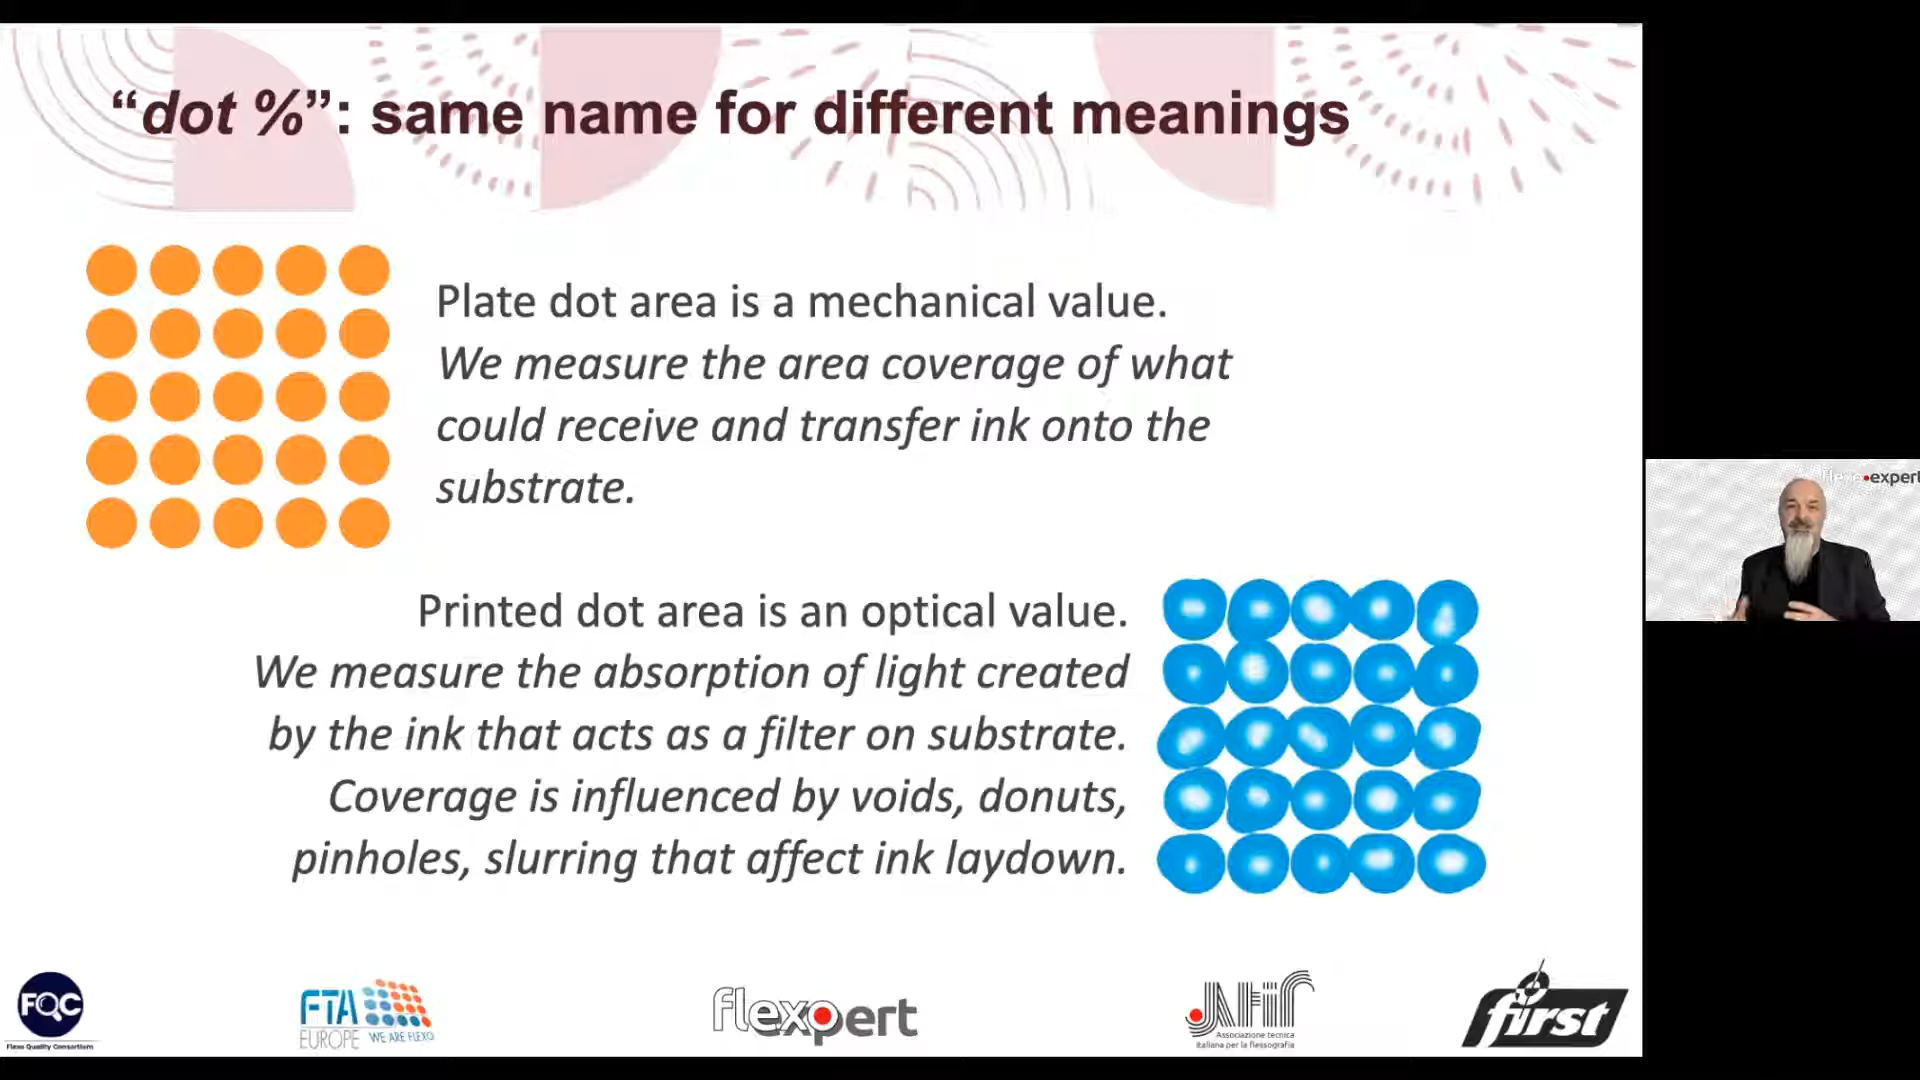 “dot %”: same name for different meanings
Plate dot area is a mechanical value.
We measure the area coverage of what
could receive and transfer ink onto the
substrate.
flexo•expert
Printed dot area is an optical value.
We measure the absorption of light created
by the ink that acts as a filter on substrate.
Coverage is influenced by voids, donuts,
pinholes, slurring that affect ink laydown.
FQC
Flexo Quality Consortium
FTA
EUROPE
WE ARE FLEXO
flexopert
Atif
Associazione tecnica
italiana per la flessografia
first